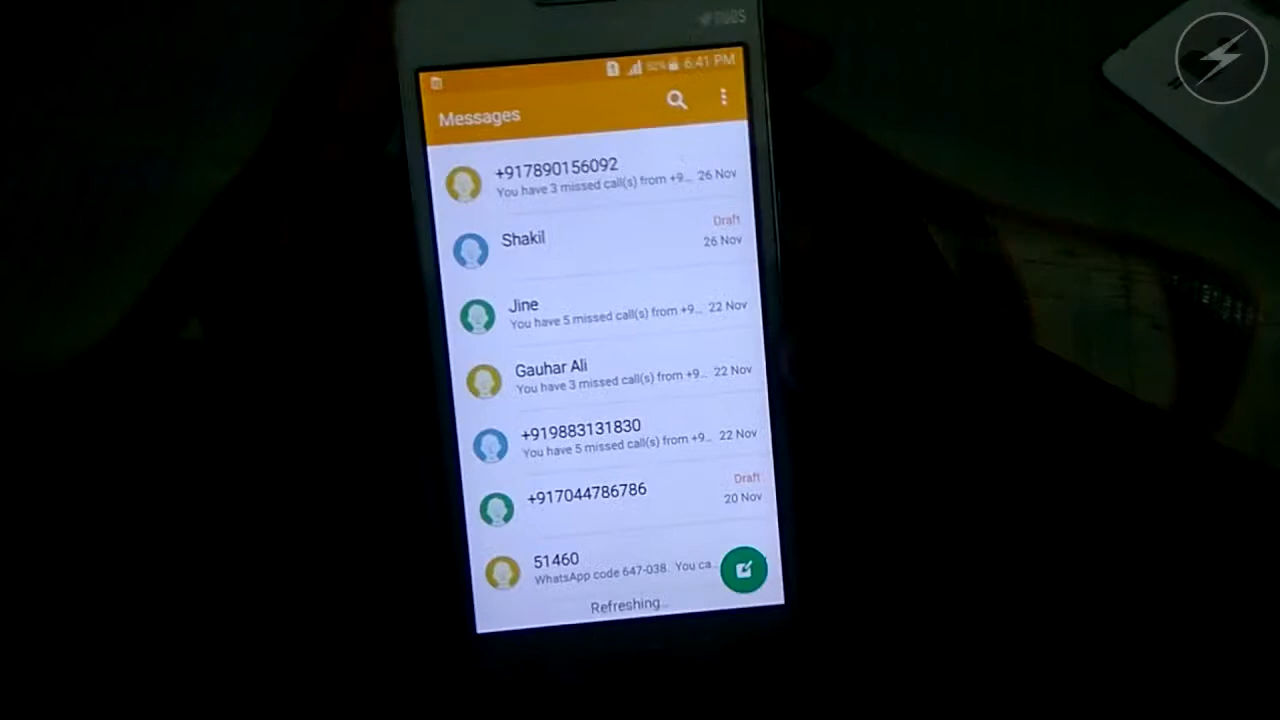 6:41 PM
Messages
+917890156092
You have 3 missed call(s) from +9... 26 Nov
Draft
Shakil
26 Nov
Jine
You have 5 missed call(s) from +9... 22 Nov
Gauhar Ali
You have 3 missed call(s) from +9... 22 Nov
+919883131830
You have 5 missed call(s) from +9... 22 Nov
Draft
+917044786786
20 Nov
51460
WhatsApp code 647-038. You ca...
Refreshing...